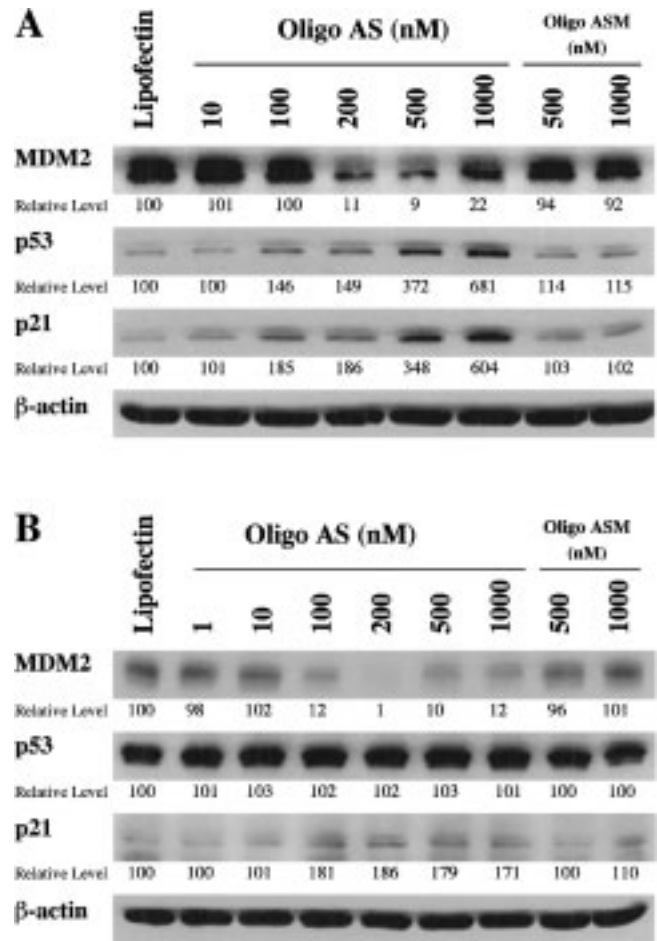 A
Oligo AS (nM)
Oligo ASM
(nM)
Lipofectin 10 100 200 500 1000 500 1000
MDM2
Relative Level 100 101 100 11 9 22 94 92
p53
Relative Level 100 100 146 149 372 681 114 115
p21
Relative Level 100 101 185 186 348 604 103 102
β-actin
B
Oligo AS (nM)
Oligo ASM
(nM)
Lipofectin 1 10 100 200 500 1000 500 1000
MDM2
Relative Level 100 98 102 12 1 10 12 96 101
p53
Relative Level 100 101 103 102 102 103 101 100 100
p21
Relative Level 100 100 101 181 186 179 171 100 110
β-actin